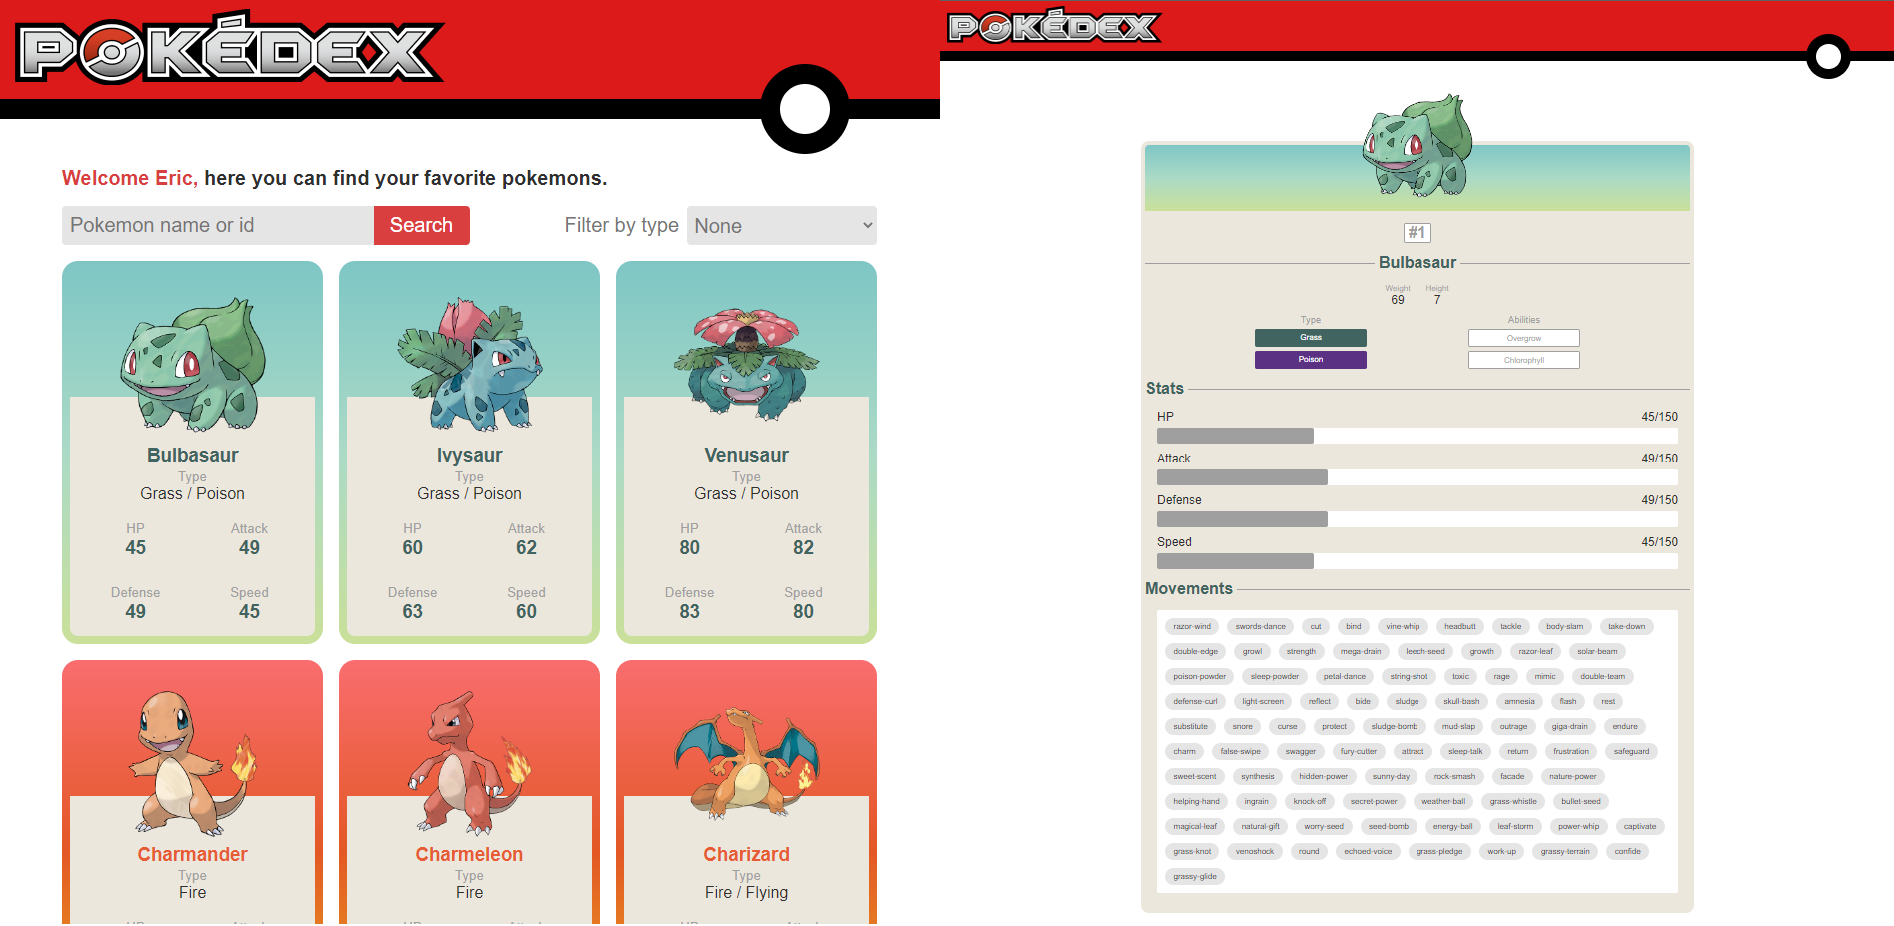 POKÉDEX
Welcome Eric, here you can find your favorite pokemons.
Pokemon name or id Search Filter by type None
Bulbasaur Ivysaur Venusaur
Type Type Type
Grass / Poison Grass / Poison Grass / Poison
HP Attack HP Attack HP Attack
45 49 60 62 80 82
Defense Speed Defense Speed Defense Speed
49 45 63 60 83 80
Charmander Charmeleon Charizard
Type Type Type
Fire Fire Fire / Flying
POKÉDEX
#1
Bulbasaur
Weight Height
69 7
Type Abilities
Grass Overgrow
Poison Chlorophyll
Stats
HP 45/150
Attack 49/150
Defense 49/150
Speed 45/150
Movements
razor-wind swords-dance cut bind vine-whip headbutt tackle body-slam take-down
double-edge growl strength mega-drain leech-seed growth razor-leaf solar-beam
poison-powder sleep-powder petal-dance string-shot toxic rage mimic double-team
defense-curl light-screen reflect bide sludge skull-bash amnesia flash rest
substitute snore curse protect sludge-bomb mud-slap outrage giga-drain endure
charm false-swipe swagger fury-cutter attract sleep-talk return frustration safeguard
sweet-scent synthesis hidden-power sunny-day rock-smash facade nature-power
helping-hand ingrain knock-off secret-power weather-ball grass-whistle bullet-seed
magical-leaf natural-gift worry-seed seed-bomb energy-ball leaf-storm power-whip captivate
grass-knot venoshock round echoed-voice grass-pledge work-up grassy-terrain confide
grassy-glide